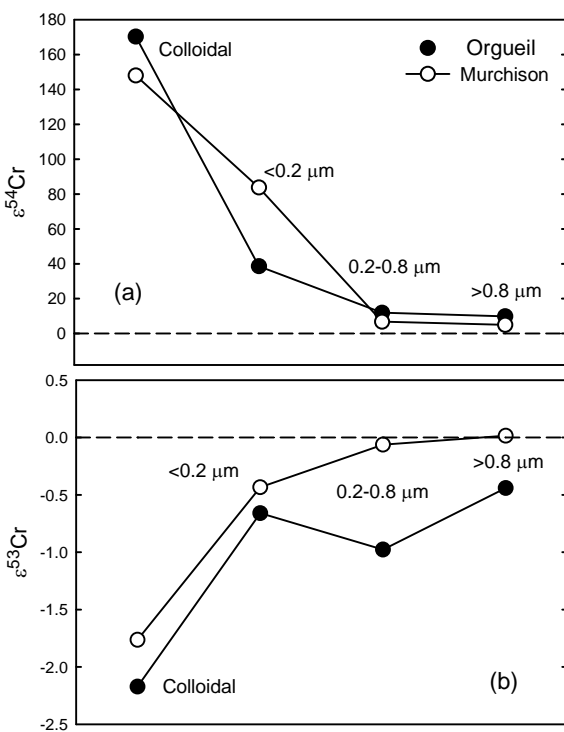 180
160
140
120
100
80
60
40
20
0
ε⁵⁴Cr
Colloidal
Orgueil
Murchison
<0.2 μm
0.2-0.8 μm
>0.8 μm
(a)
0.5
0.0
-0.5
-1.0
-1.5
-2.0
-2.5
ε⁵³Cr
<0.2 μm
>0.8 μm
0.2-0.8 μm
Colloidal
(b)